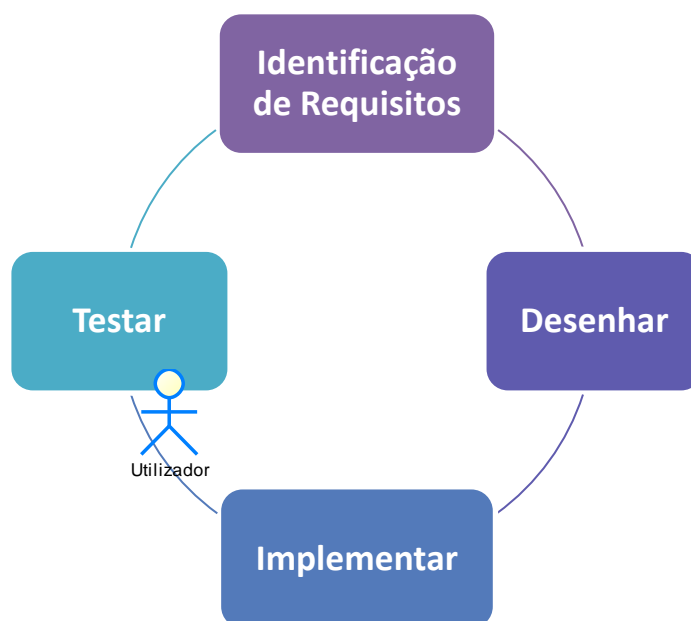 Identificação
de Requisitos
Testar
Desenhar
Utilizador
Implementar